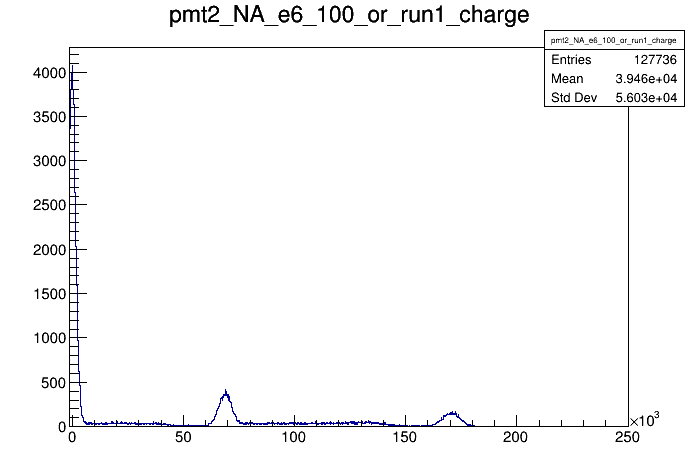 pmt2_NA_e6_100_or_run1_charge
pmt2_NA_e6_100_or_run1_charge
Entries 127736
Mean 3.946e+04
Std Dev 5.603e+04
4000
3500
3000
2500
2000
1500
1000
500
0
0 50 100 150 200 250
×10³